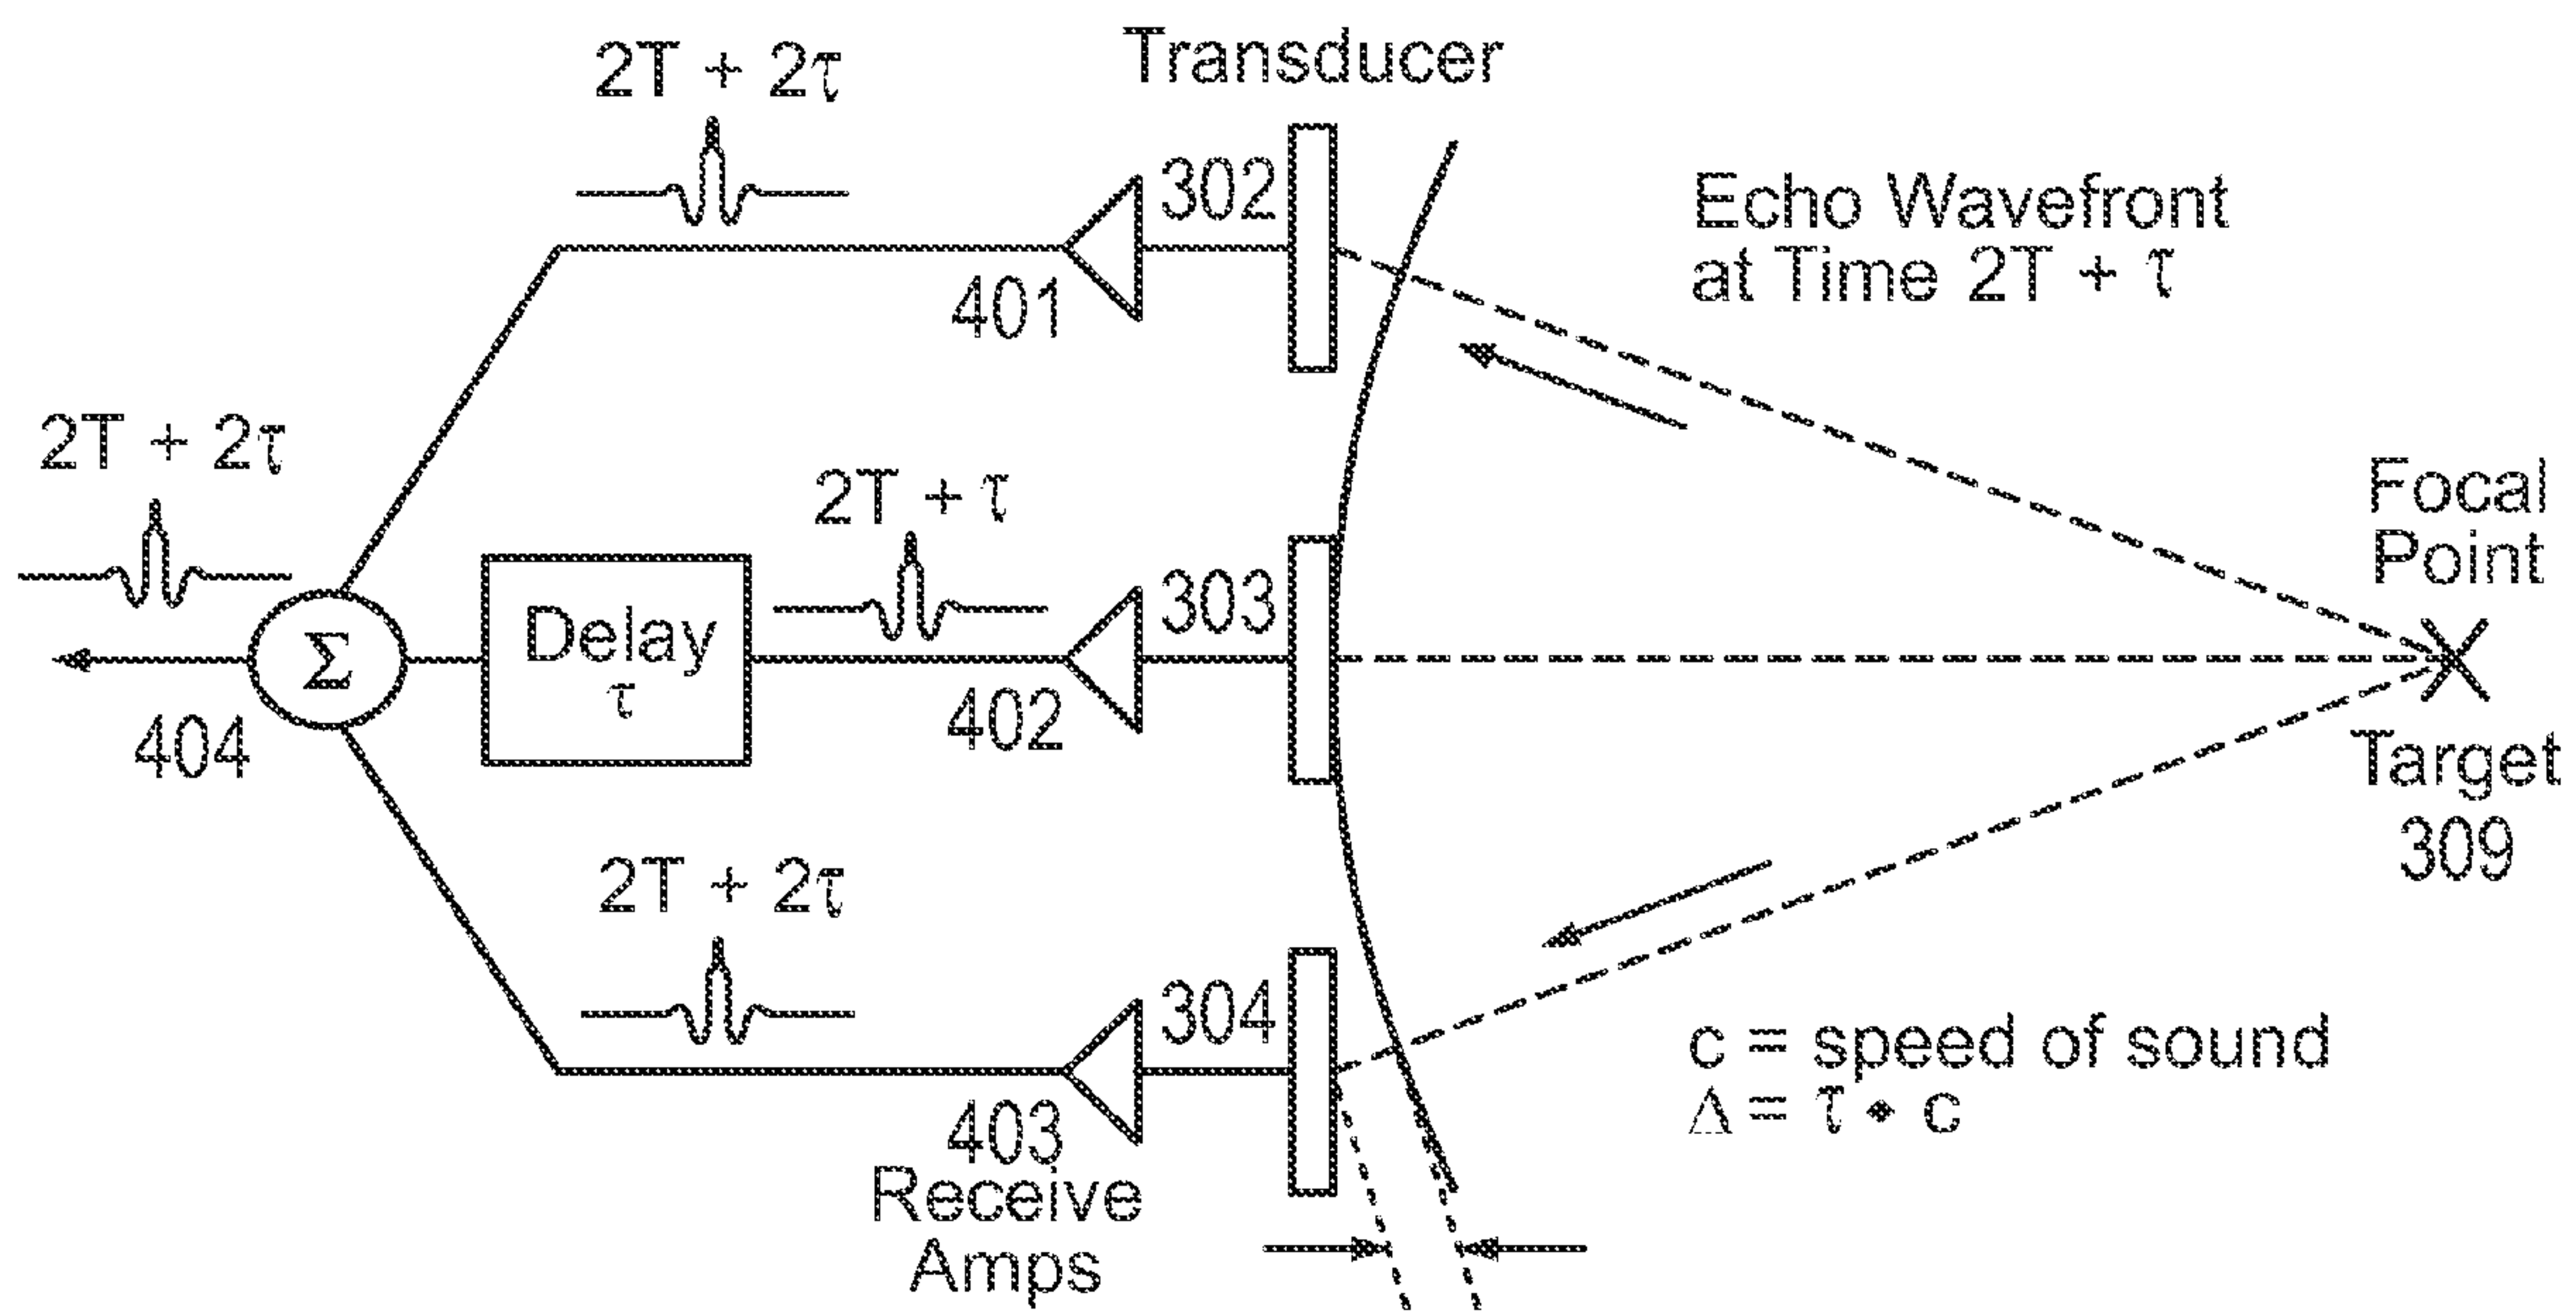 2T + 2τ
Transducer
302
401
Echo Wavefront
at Time 2T + τ
2T + 2τ
2T + τ
Focal
Point
Σ
Delay
τ
303
402
404
Target
309
2T + 2τ
304
403
Receive
Amps
c = speed of sound
Δ = τ • c